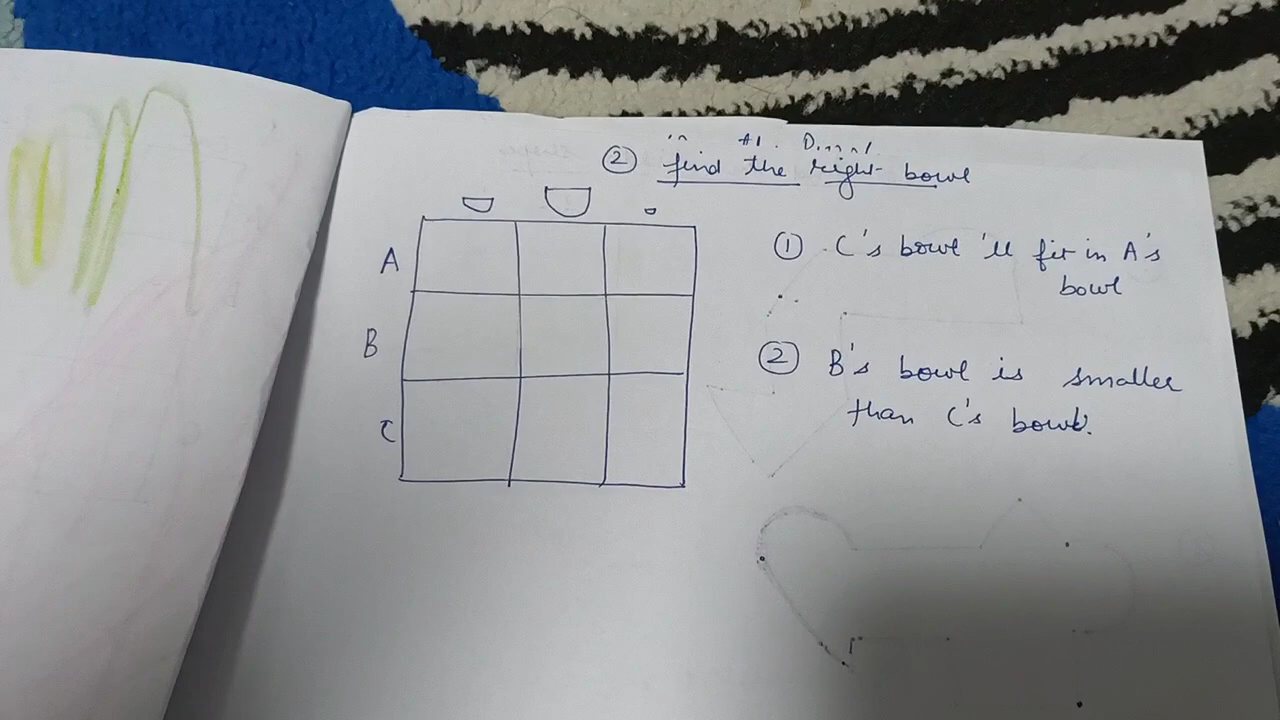 ② find the right bowl
A
B
C
① C's bowl 'll fit in A's
bowl
② B's bowl is smaller
than C's bowl.